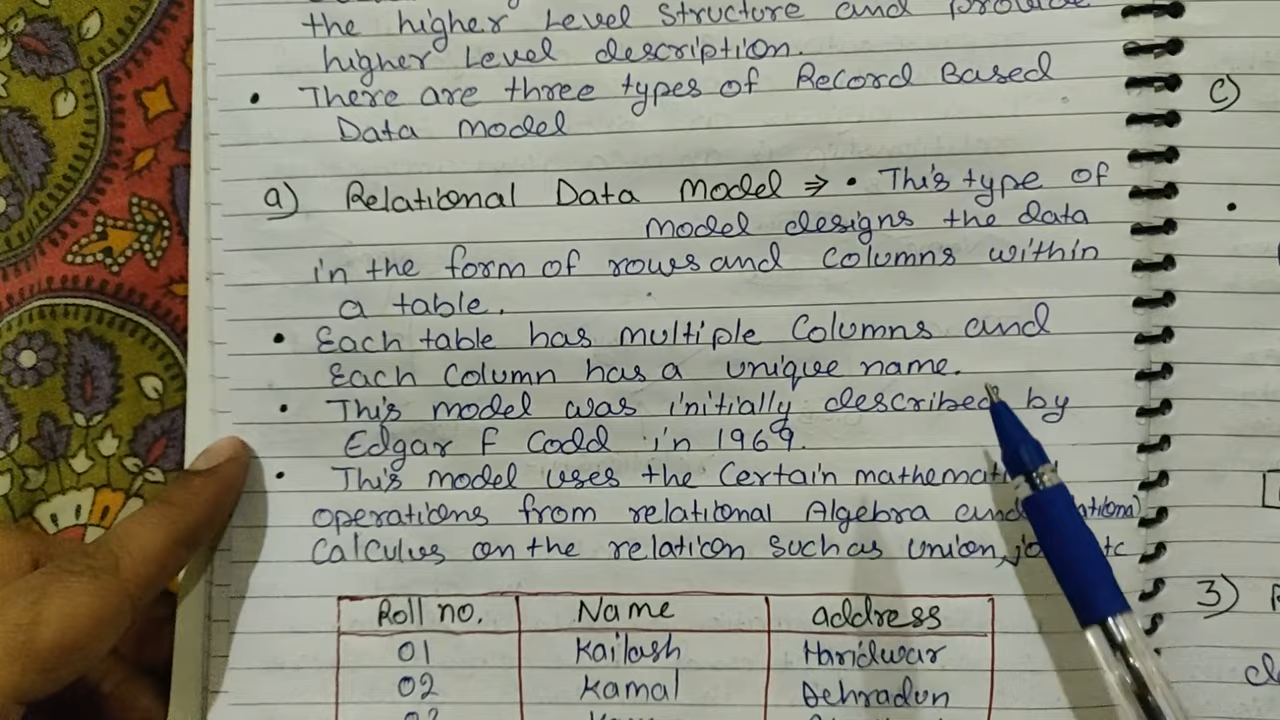 the higher Level structure and provide
higher Level description.
• There are three types of Record Based
Data model
a) Relational Data model ⇒ • This type of
model designs the data
in the form of rows and columns within
a table.
• Each table has multiple columns and
Each column has a unique name.
• This model was initially described by
Edgar F Codd in 1969.
• This model uses the certain
operations from relational Algebra and
calculus on the relation such as union,
Roll no. Name address
01 Kailash Haridwar
02 Kamal Dehradun
c)
•
3)